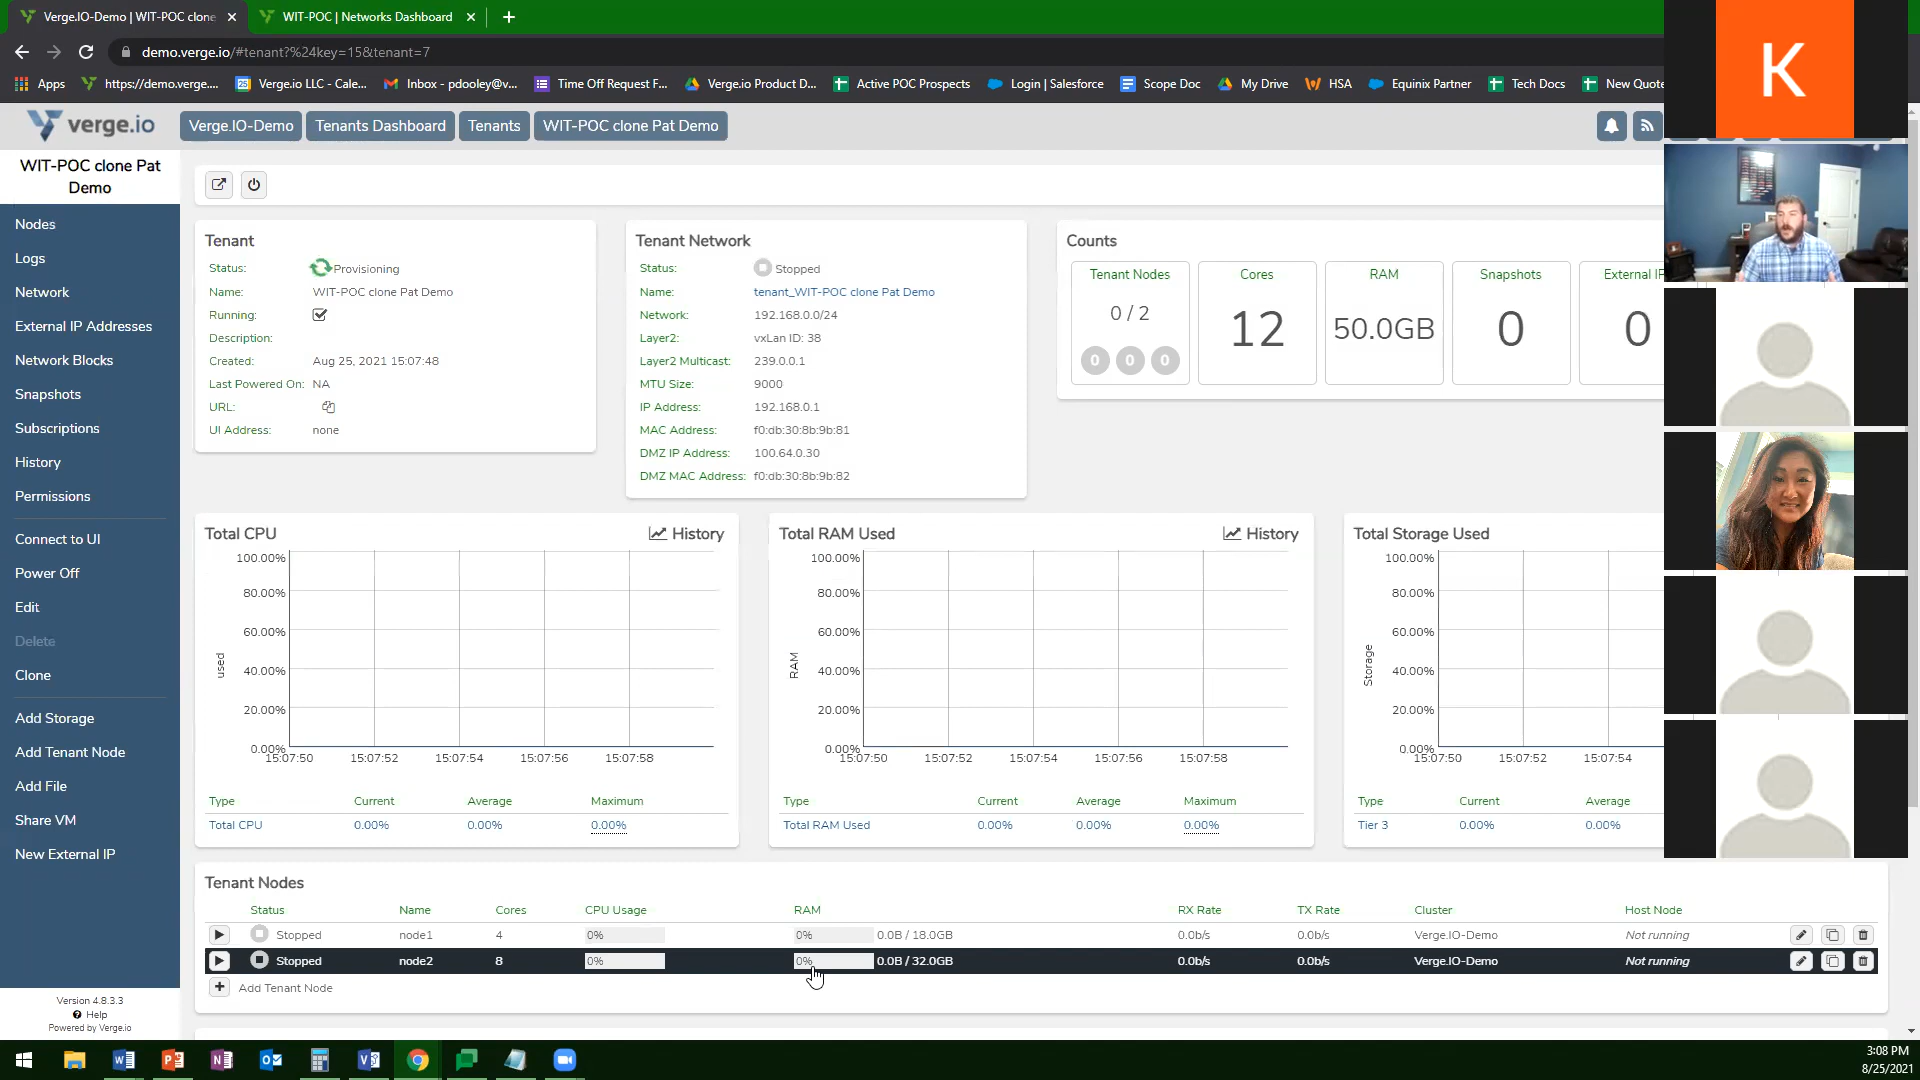 Verge.IO-Demo | WIT-POC clone
WIT-POC | Networks Dashboard
demo.verge.io/#tenant?%24key=15&tenant=7
Apps
https://demo.verge....
Verge.io LLC - Cale...
Inbox - pdooley@v...
Time Off Request F...
Verge.io Product D...
Active POC Prospects
Login | Salesforce
Scope Doc
My Drive
HSA
Equinix Partner
Tech Docs
New Quote
K
verge.io
Verge.IO-Demo
Tenants Dashboard
Tenants
WIT-POC clone Pat Demo
WIT-POC clone Pat
Demo
Nodes
Logs
Network
External IP Addresses
Network Blocks
Snapshots
Subscriptions
History
Permissions
Connect to UI
Power Off
Edit
Delete
Clone
Add Storage
Add Tenant Node
Add File
Share VM
New External IP
Version 4.8.3.3
Help
Powered by Verge.io
Tenant
Status: Provisioning
Name: WIT-POC clone Pat Demo
Running:
Description:
Created: Aug 25, 2021 15:07:48
Last Powered On: NA
URL:
UI Address: none
Tenant Network
Status: Stopped
Name: tenant_WIT-POC clone Pat Demo
Network: 192.168.0.0/24
Layer2: vxLan ID: 38
Layer2 Multicast: 239.0.0.1
MTU Size: 9000
IP Address: 192.168.0.1
MAC Address: f0:db:30:8b:9b:81
DMZ IP Address: 100.64.0.30
DMZ MAC Address: f0:db:30:8b:9b:82
Counts
Tenant Nodes
0 / 2
0 0 0
Cores
12
RAM
50.0GB
Snapshots
0
External IP
0
Total CPU
History
100.00%
80.00%
60.00%
40.00%
20.00%
0.00%
used
15:07:50 15:07:52 15:07:54 15:07:56 15:07:58
Type Current Average Maximum
Total CPU 0.00% 0.00% 0.00%
Total RAM Used
History
100.00%
80.00%
60.00%
40.00%
20.00%
0.00%
RAM
15:07:50 15:07:52 15:07:54 15:07:56 15:07:58
Type Current Average Maximum
Total RAM Used 0.00% 0.00% 0.00%
Total Storage Used
100.00%
80.00%
60.00%
40.00%
20.00%
0.00%
Storage
15:07:50 15:07:52 15:07:54
Type Current Average
Tier 3 0.00% 0.00%
Tenant Nodes
Status Name Cores CPU Usage RAM RX Rate TX Rate Cluster Host Node
Stopped node1 4 0% 0% 0.0B / 18.0GB 0.0b/s 0.0b/s Verge.IO-Demo Not running
Stopped node2 8 0% 0% 0.0B / 32.0GB 0.0b/s 0.0b/s Verge.IO-Demo Not running
Add Tenant Node
3:08 PM
8/25/2021